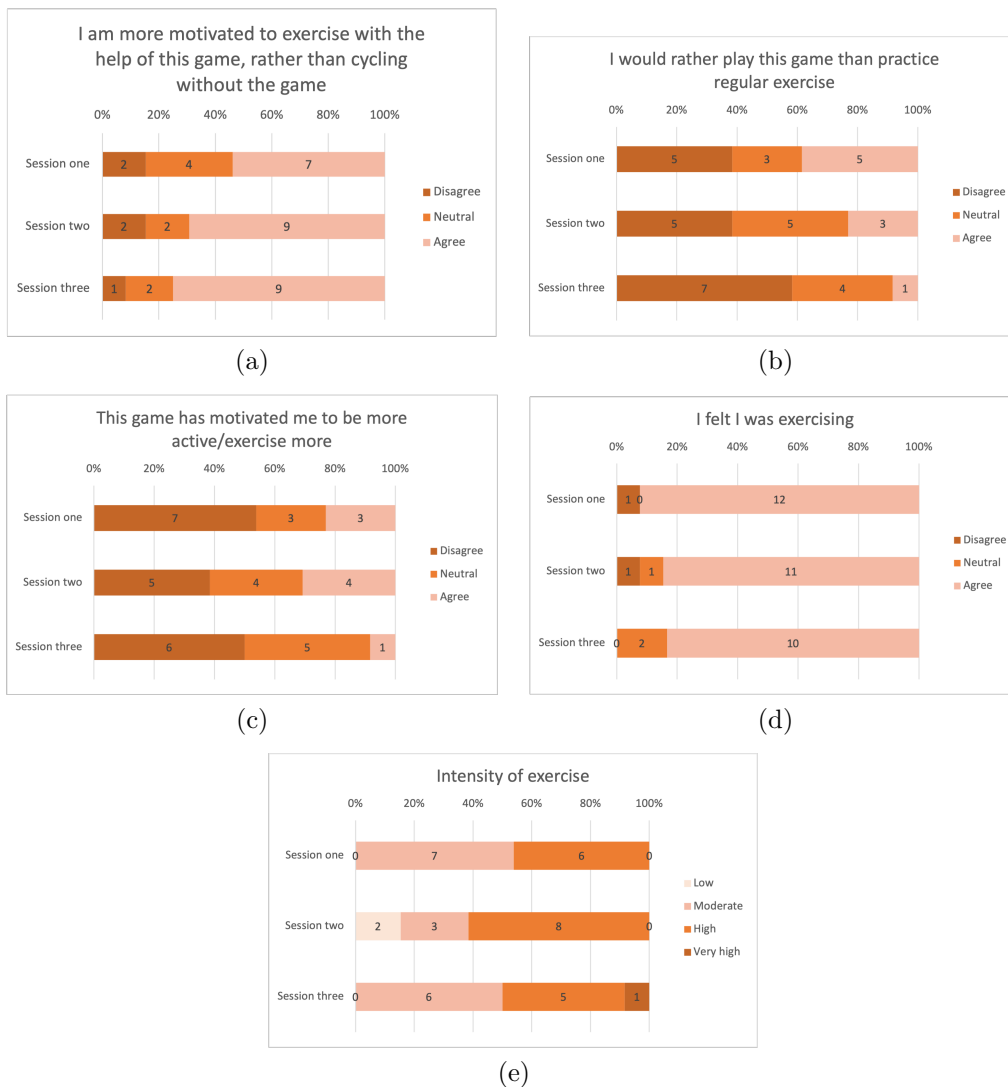 I am more motivated to exercise with the
help of this game, rather than cycling
without the game
0% 20% 40% 60% 80% 100%
Session one 2 4 7
Session two 2 2 9
Session three 1 2 9
Disagree
Neutral
Agree
(a)
I would rather play this game than practice
regular exercise
0% 20% 40% 60% 80% 100%
Session one 5 3 5
Session two 5 5 3
Session three 7 4 1
Disagree
Neutral
Agree
(b)
This game has motivated me to be more
active/exercise more
0% 20% 40% 60% 80% 100%
Session one 7 3 3
Session two 5 4 4
Session three 6 5 1
Disagree
Neutral
Agree
(c)
I felt I was exercising
0% 20% 40% 60% 80% 100%
Session one 1 0 12
Session two 1 1 11
Session three 0 2 10
Disagree
Neutral
Agree
(d)
Intensity of exercise
0% 20% 40% 60% 80% 100%
Session one 0 7 6 0
Session two 2 3 8 0
Session three 0 6 5 1
Low
Moderate
High
Very high
(e)